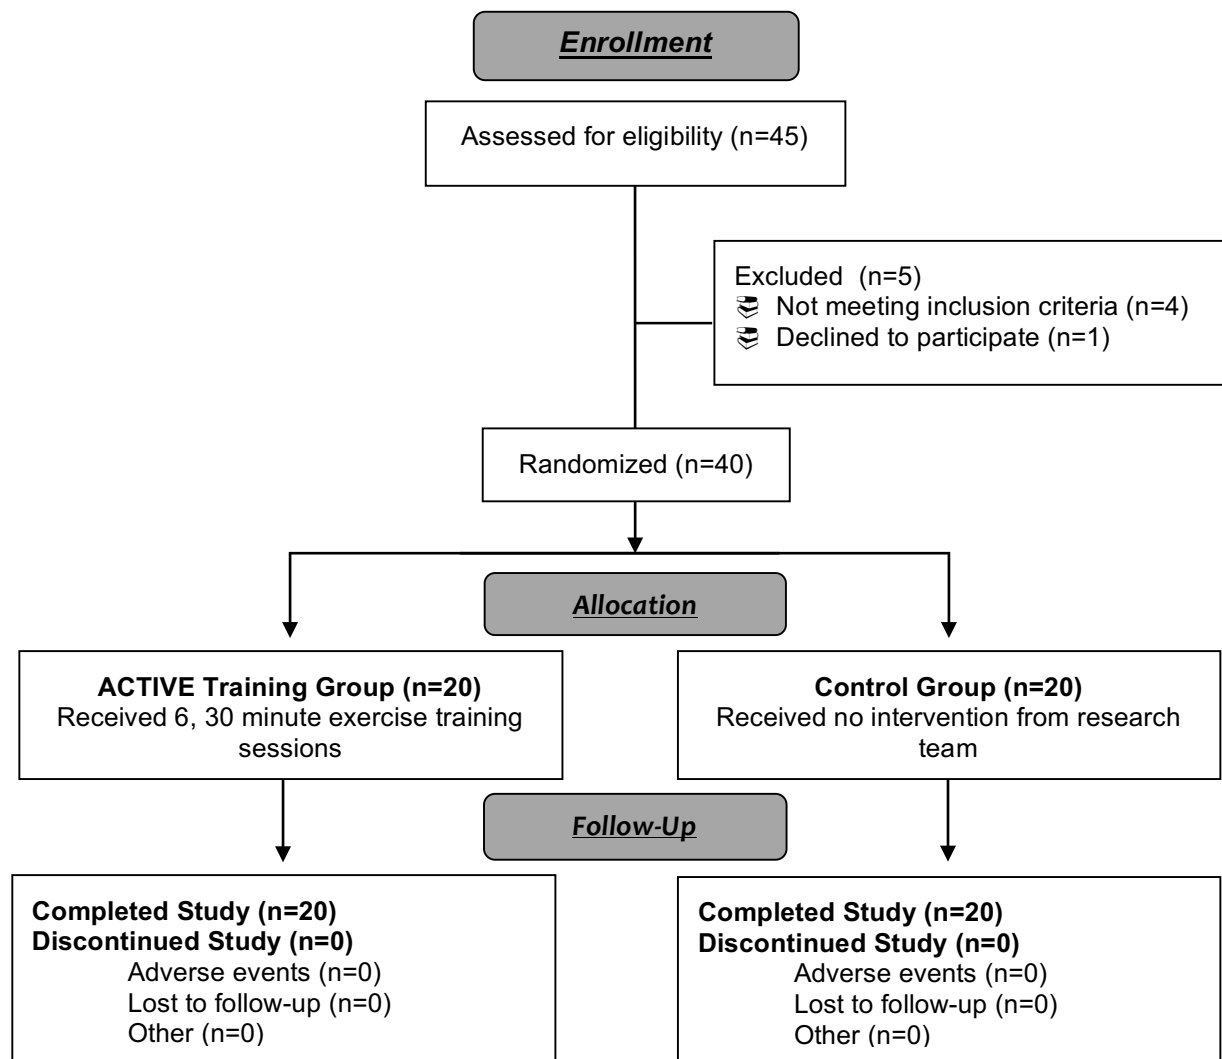 Enrollment
Assessed for eligibility (n=45)
Excluded  (n=5)
Not meeting inclusion criteria (n=4)
Declined to participate (n=1)
Randomized (n=40)
Allocation
ACTIVE Training Group (n=20)
Received 6, 30 minute exercise training
sessions
Control Group (n=20)
Received no intervention from research
team
Follow-Up
Completed Study (n=20)
Discontinued Study (n=0)
Adverse events (n=0)
Lost to follow-up (n=0)
Other (n=0)
Completed Study (n=20)
Discontinued Study (n=0)
Adverse events (n=0)
Lost to follow-up (n=0)
Other (n=0)